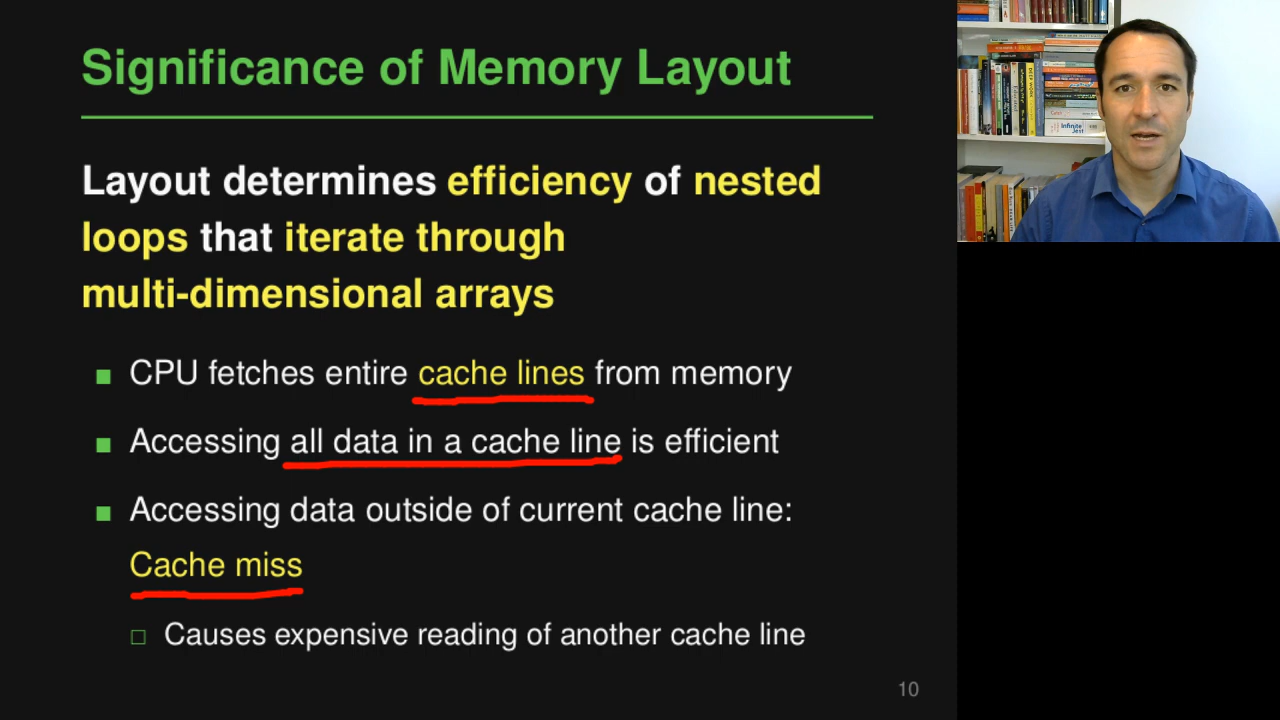 Significance of Memory Layout
Layout determines efficiency of nested
loops that iterate through
multi-dimensional arrays
CPU fetches entire cache lines from memory
Accessing all data in a cache line is efficient
Accessing data outside of current cache line:
Cache miss
Causes expensive reading of another cache line
10
Infinite
Jest